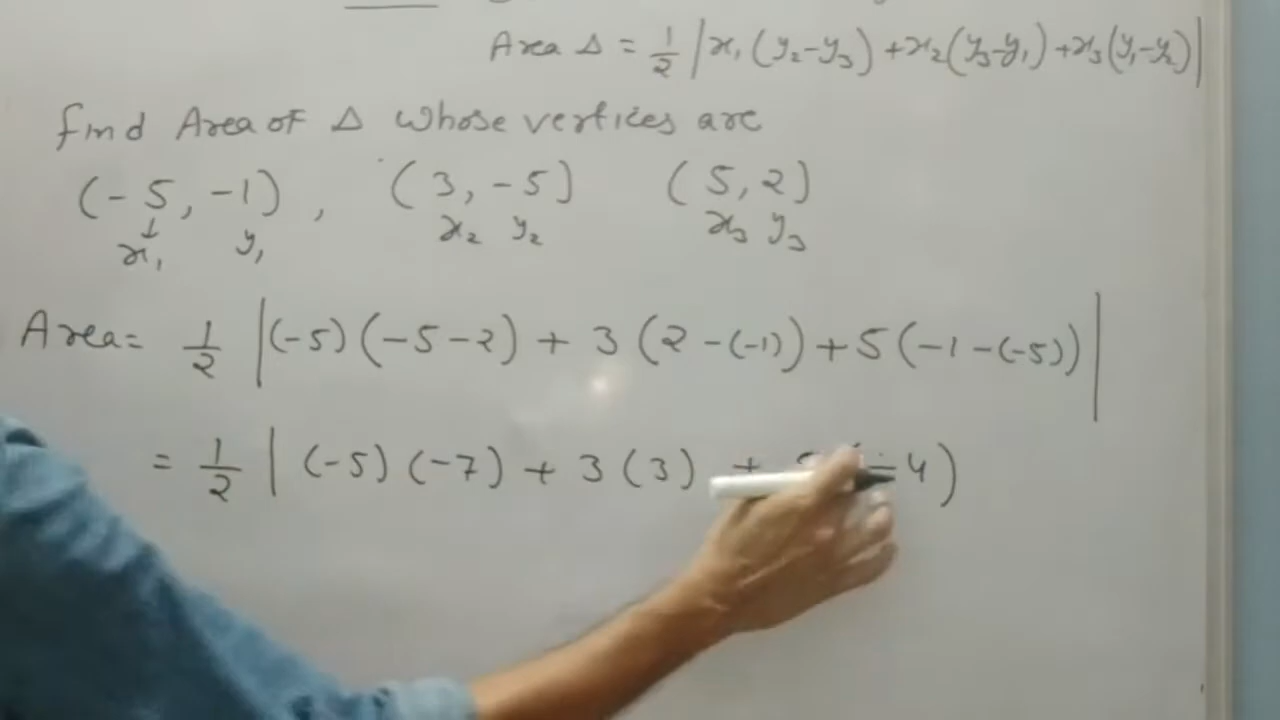 Area Δ = 1/2 |x₁(y₂-y₃)+x₂(y₃-y₁)+x₃(y₁-y₂)|
find Area of Δ whose vertices are
(-5, -1), (3, -5) (5, 2)
↓
x₁ y₁ x₂ y₂ x₃ y₃
Area= 1/2 |(-5)(-5-2) + 3(2-(-1))+5(-1-(-5))|
= 1/2 | (-5)(-7) + 3(3) + 4)